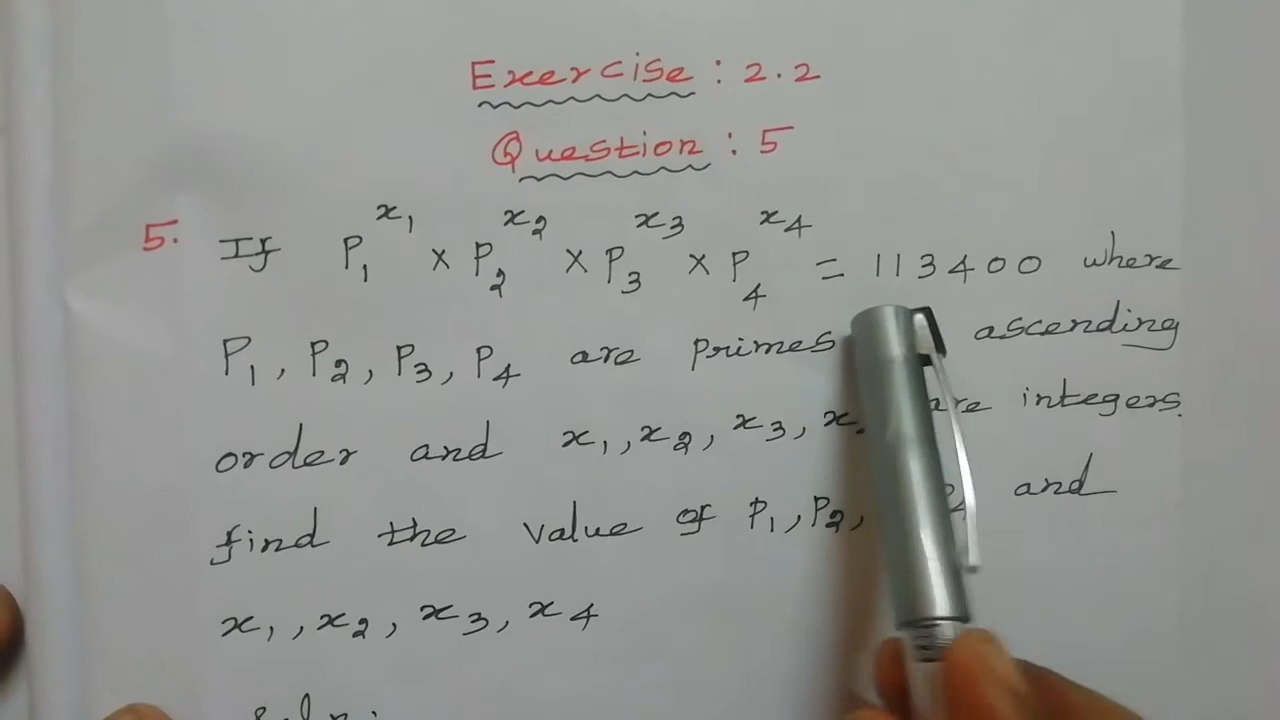 Exercise : 2.2
Question : 5
5. If P₁^x₁ × P₂^x₂ × P₃^x₃ × P₄^x₄ = 113400 where
P₁, P₂, P₃, P₄ are primes ascending
order and x₁, x₂, x₃, x are integers.
find the value of P₁, P₂, and
x₁, x₂, x₃, x₄